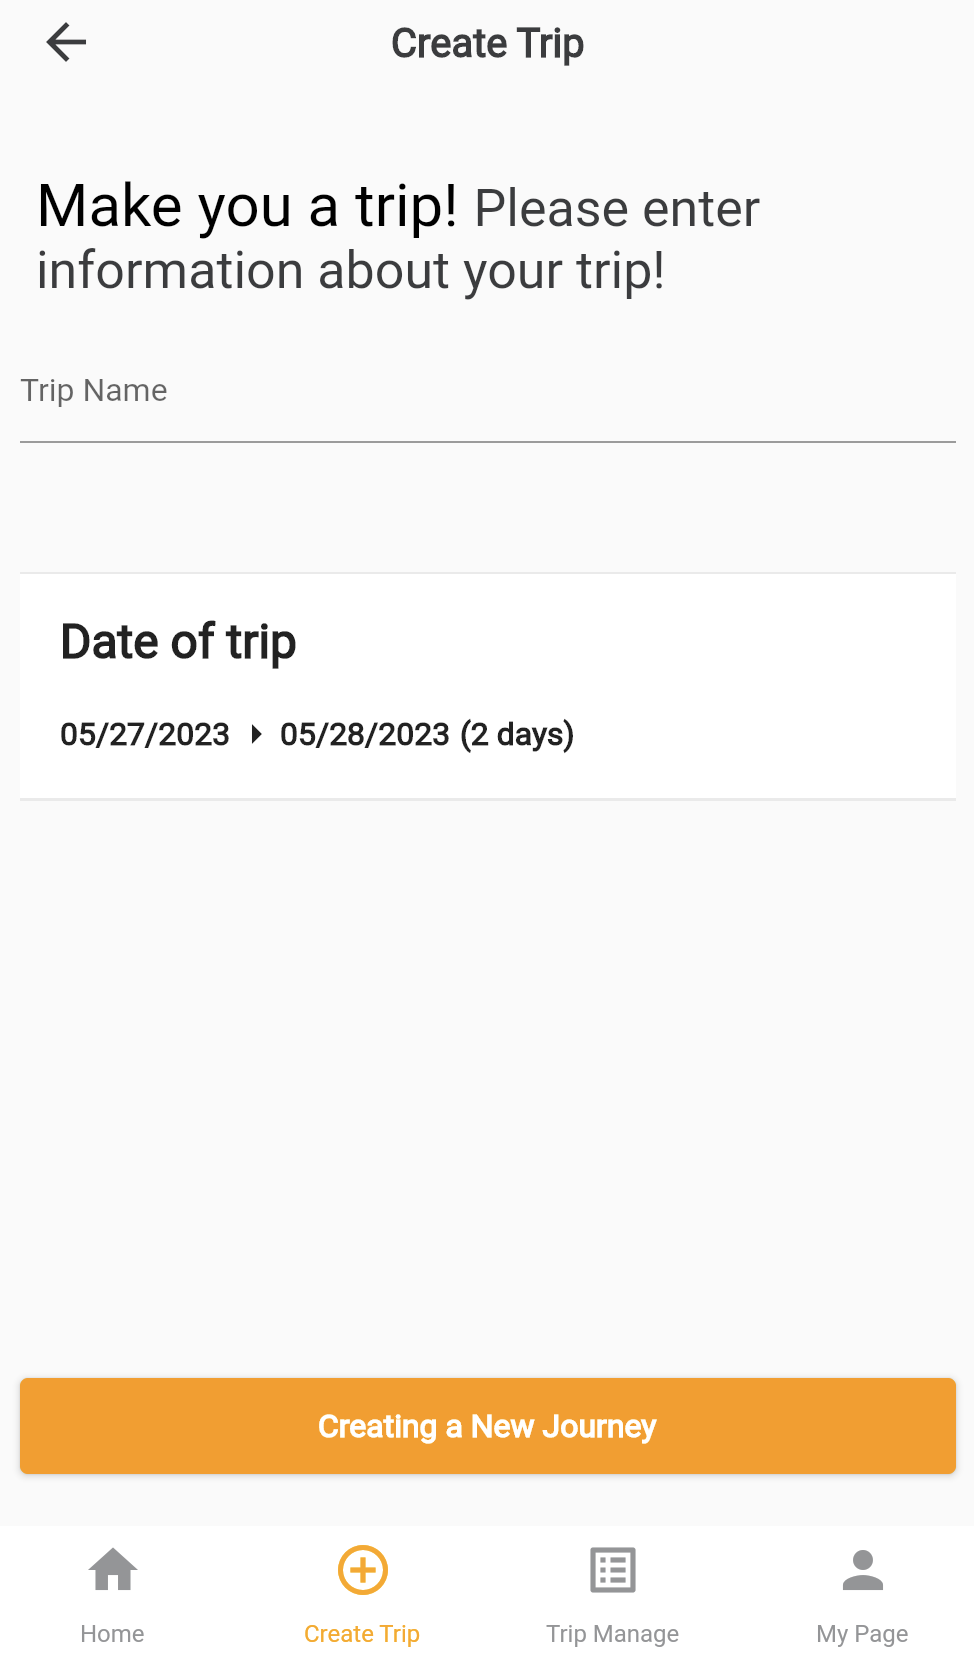 Create Trip
Make you a trip! Please enter
information about your trip!
Trip Name
Date of trip
05/27/2023 05/28/2023 (2 days)
Creating a New Journey
Home Create Trip Trip Manage My Page